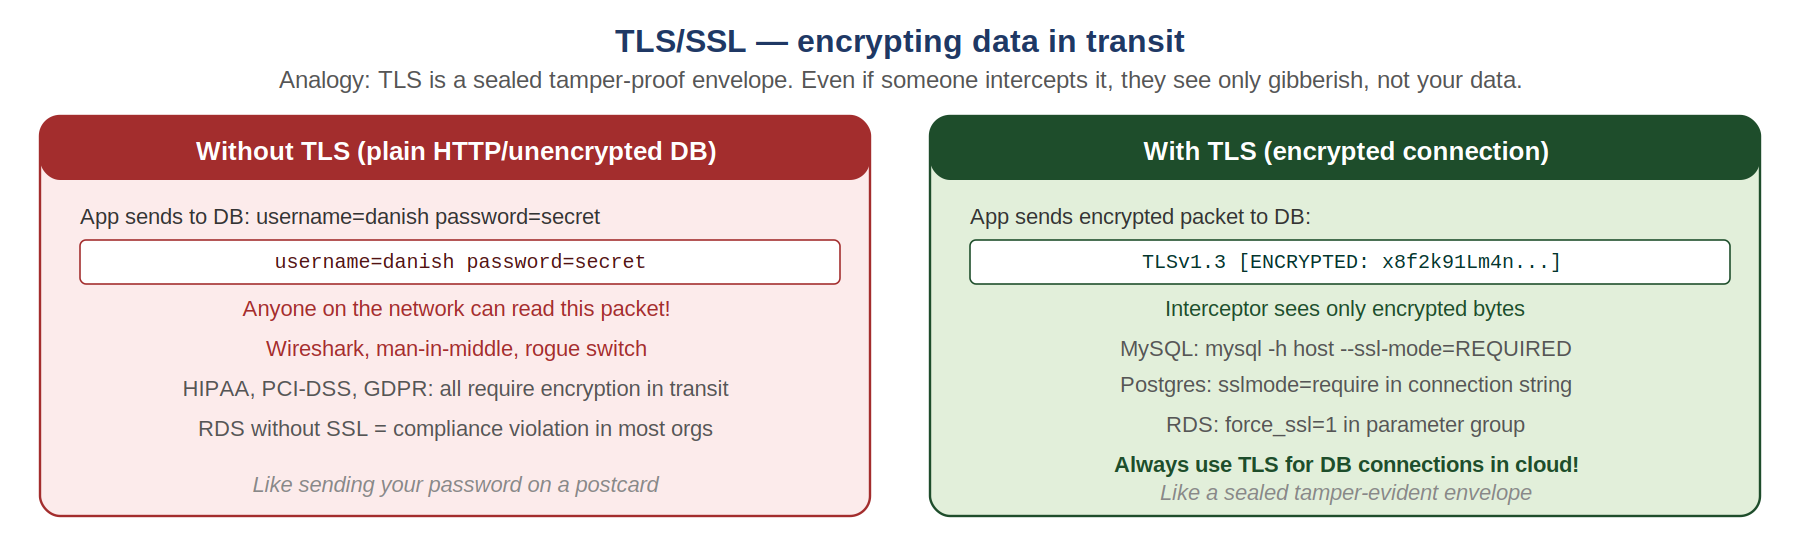 TLS/SSL — encrypting data in transit
Analogy: TLS is a sealed tamper-proof envelope. Even if someone intercepts it, they see only gibberish, not your data.
Without TLS (plain HTTP/unencrypted DB)
App sends to DB: username=danish password=secret
username=danish password=secret
Anyone on the network can read this packet!
Wireshark, man-in-middle, rogue switch
HIPAA, PCI-DSS, GDPR: all require encryption in transit
RDS without SSL = compliance violation in most orgs
Like sending your password on a postcard
With TLS (encrypted connection)
App sends encrypted packet to DB:
TLSv1.3 [ENCRYPTED: x8f2k91Lm4n...]
Interceptor sees only encrypted bytes
MySQL: mysql -h host --ssl-mode=REQUIRED
Postgres: sslmode=require in connection string
RDS: force_ssl=1 in parameter group
Always use TLS for DB connections in cloud!
Like a sealed tamper-evident envelope